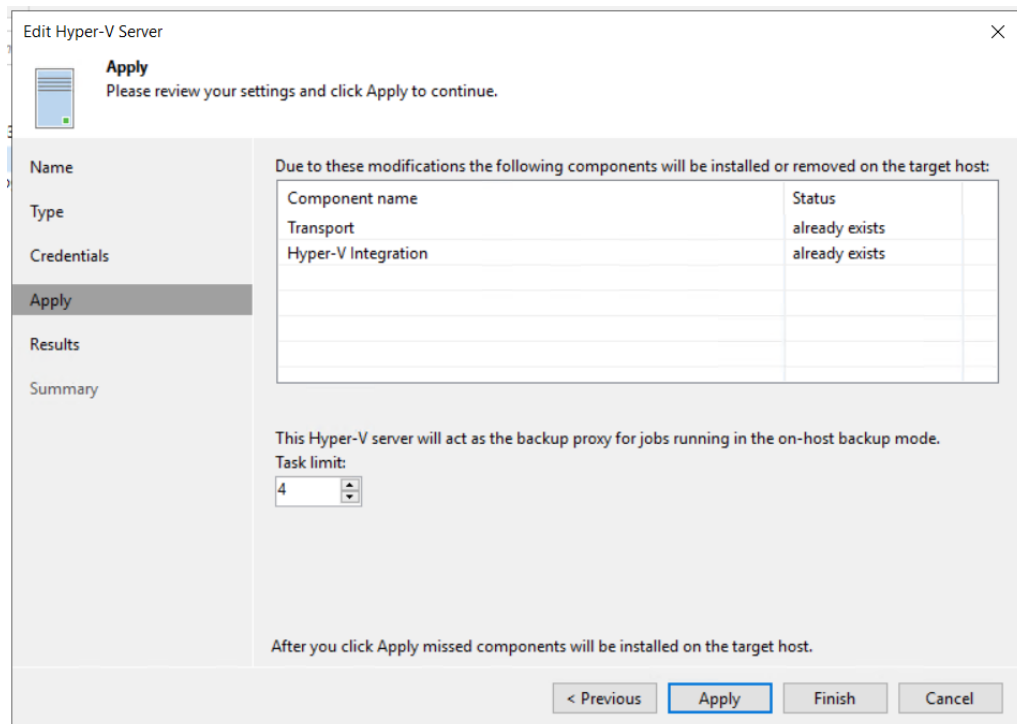 Edit Hyper-V Server
Apply
Please review your settings and click Apply to continue.
Name
Type
Credentials
Apply
Results
Summary
Due to these modifications the following components will be installed or removed on the target host:
Component name Status
Transport already exists
Hyper-V Integration already exists
This Hyper-V server will act as the backup proxy for jobs running in the on-host backup mode.
Task limit:
4
After you click Apply missed components will be installed on the target host.
< Previous Apply Finish Cancel